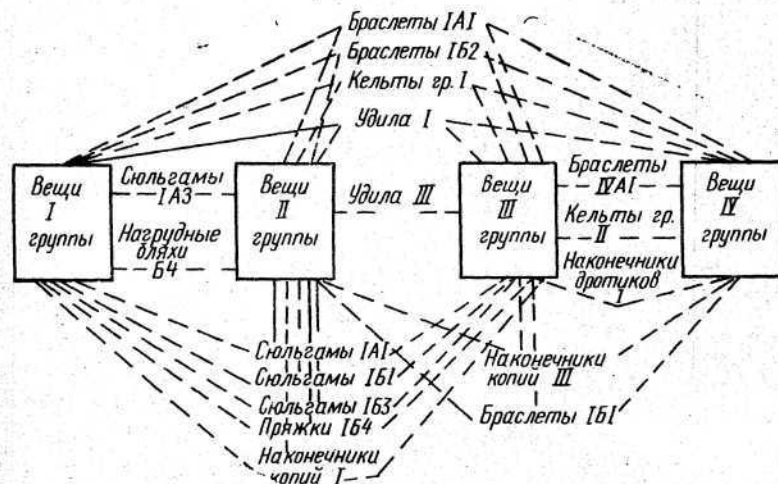 Браслеты IAI
Браслеты IБ2
Кельты гр. I
Удила I
Вещи
I
группы
Сюльгамы
IA3
Нагрудные
бляхи
Б4
Вещи
II
группы
Удила III
Вещи
III
группы
Браслеты
IVAI
Кельты гр.
II
Наконечники
дротиков
I
Вещи
IV
группы
Сюльгамы IAI
Сюльгамы IБI
Сюльгамы IБ3
Пряжки IБ4
Наконечники
копий I
Наконечники
копий III
Браслеты IБI